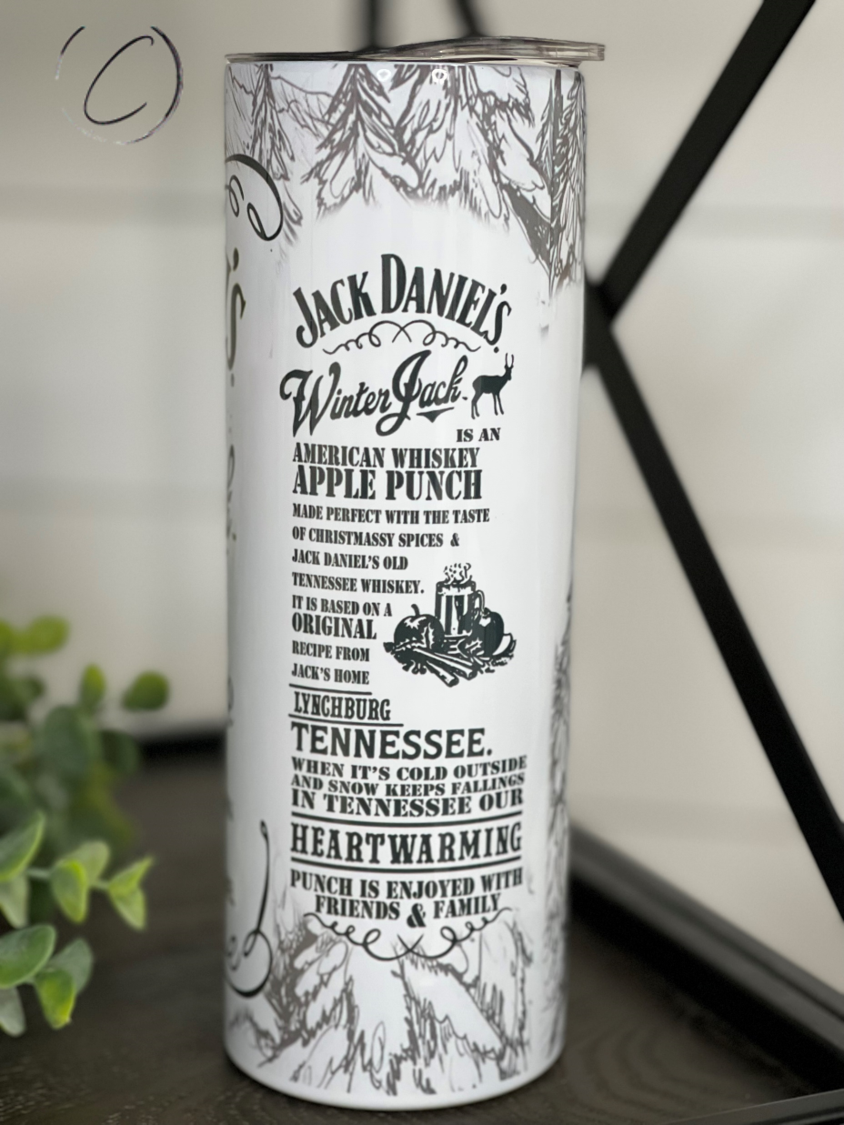 JACK DANIEL'S
Winter Jack
IS AN
AMERICAN WHISKEY
APPLE PUNCH
MADE PERFECT WITH THE TASTE
OF CHRISTMASSY SPICES &
JACK DANIEL'S OLD
TENNESSEE WHISKEY.
IT IS BASED ON A
ORIGINAL
RECIPE FROM
JACK'S HOME
LYNCHBURG
TENNESSEE.
WHEN IT'S COLD OUTSIDE
AND SNOW KEEPS FALLINGS
IN TENNESSEE OUR
HEARTWARMING
PUNCH IS ENJOYED WITH
FRIENDS & FAMILY